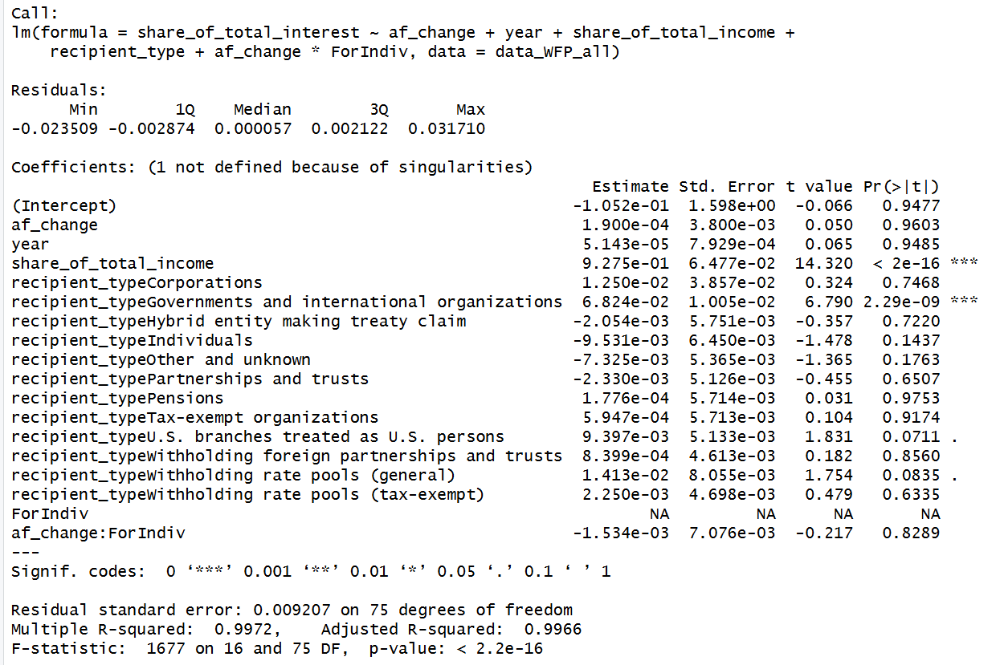 Call:
lm(formula = share_of_total_interest ~ af_change + year + share_of_total_income +
    recipient_type + af_change * ForIndiv, data = data_WFP_all)

Residuals:
      Min        1Q    Median        3Q       Max
-0.023509 -0.002874  0.000057  0.002122  0.031710

Coefficients: (1 not defined because of singularities)
                                                            Estimate Std. Error t value Pr(>|t|)
(Intercept)                                               -1.052e-01  1.598e+00  -0.066   0.9477
af_change                                                  1.900e-04  3.800e-03   0.050   0.9603
year                                                       5.143e-05  7.929e-04   0.065   0.9485
share_of_total_income                                      9.275e-01  6.477e-02  14.320  < 2e-16 ***
recipient_typeCorporations                                 1.250e-02  3.857e-02   0.324   0.7468
recipient_typeGovernments and international organizations  6.824e-02  1.005e-02   6.790 2.29e-09 ***
recipient_typeHybrid entity making treaty claim           -2.054e-03  5.751e-03  -0.357   0.7220
recipient_typeIndividuals                                 -9.531e-03  6.450e-03  -1.478   0.1437
recipient_typeOther and unknown                           -7.325e-03  5.365e-03  -1.365   0.1763
recipient_typePartnerships and trusts                     -2.330e-03  5.126e-03  -0.455   0.6507
recipient_typePensions                                     1.776e-04  5.714e-03   0.031   0.9753
recipient_typeTax-exempt organizations                     5.947e-04  5.713e-03   0.104   0.9174
recipient_typeU.S. branches treated as U.S. persons        9.397e-03  5.133e-03   1.831   0.0711 .
recipient_typeWithholding foreign partnerships and trusts  8.399e-04  4.613e-03   0.182   0.8560
recipient_typeWithholding rate pools (general)             1.413e-02  8.055e-03   1.754   0.0835 .
recipient_typeWithholding rate pools (tax-exempt)          2.250e-03  4.698e-03   0.479   0.6335
ForIndiv                                                          NA         NA      NA       NA
af_change:ForIndiv                                        -1.534e-03  7.076e-03  -0.217   0.8289
---
Signif. codes:  0 ‘***’ 0.001 ‘**’ 0.01 ‘*’ 0.05 ‘.’ 0.1 ‘ ’ 1

Residual standard error: 0.009207 on 75 degrees of freedom
Multiple R-squared:  0.9972,	Adjusted R-squared:  0.9966
F-statistic:  1677 on 16 and 75 DF,  p-value: < 2.2e-16